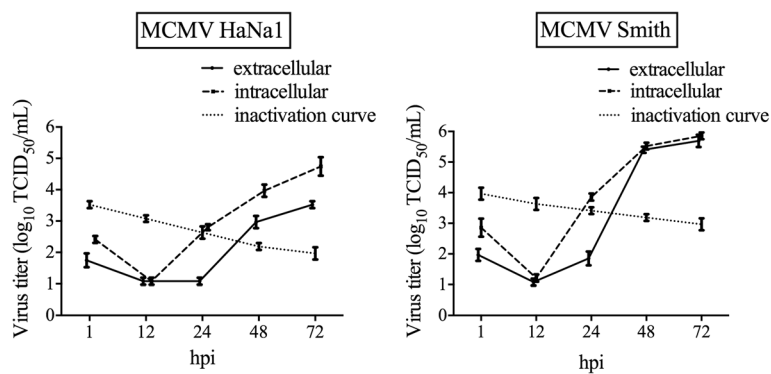 MCMV HaNa1
extracellular
intracellular
inactivation curve
Virus titer (log10 TCID50/mL)
6
5
4
3
2
1
0
1 12 24 48 72
hpi
MCMV Smith
extracellular
intracellular
inactivation curve
Virus titer (log10 TCID50/mL)
6
5
4
3
2
1
0
1 12 24 48 72
hpi